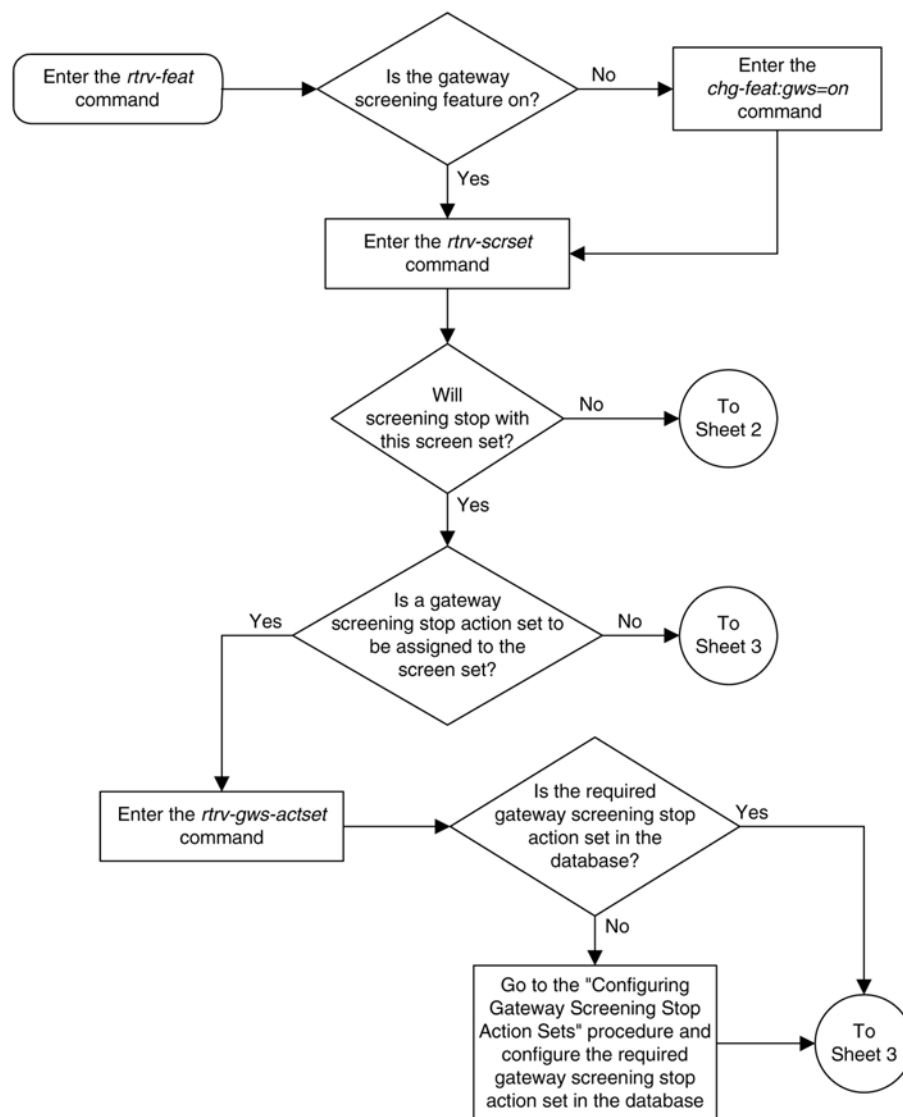 Enter the rtrv-feat
command
Is the gateway
screening feature on?
No
Enter the
chg-feat:gws=on
command
Yes
Enter the rtrv-scrset
command
Will
screening stop with
this screen set?
No
To
Sheet 2
Yes
Is a gateway
screening stop action set to
be assigned to the
screen set?
Yes
No
To
Sheet 3
Enter the rtrv-gws-actset
command
Is the required
gateway screening stop
action set in the
database?
Yes
No
Go to the "Configuring
Gateway Screening Stop
Action Sets" procedure and
configure the required
gateway screening stop
action set in the database
To
Sheet 3